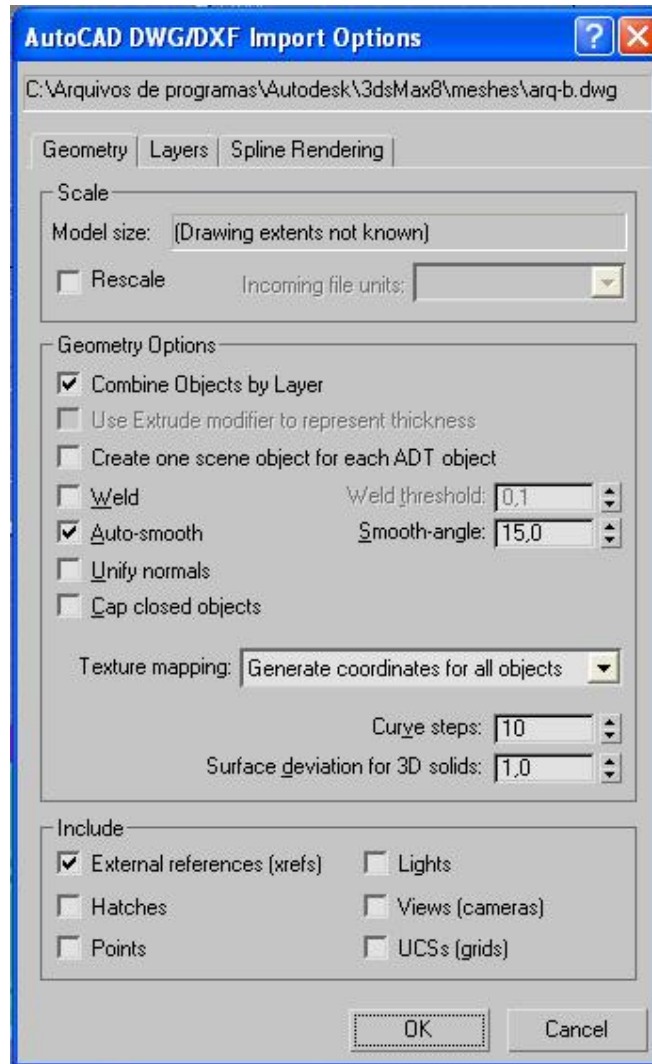 AutoCAD DWG/DXF Import Options
C:\Arquivos de programas\Autodesk\3dsMax8\meshes\arq-b.dwg
Geometry Layers Spline Rendering
Scale
Model size: (Drawing extents not known)
Rescale Incoming file units:
Geometry Options
Combine Objects by Layer
Use Extrude modifier to represent thickness
Create one scene object for each ADT object
Weld Weld threshold: 0,1
Auto-smooth Smooth-angle: 15,0
Unify normals
Cap closed objects
Texture mapping: Generate coordinates for all objects
Curve steps: 10
Surface deviation for 3D solids: 1,0
Include
External references (xrefs) Lights
Hatches Views (cameras)
Points UCSs (grids)
OK Cancel